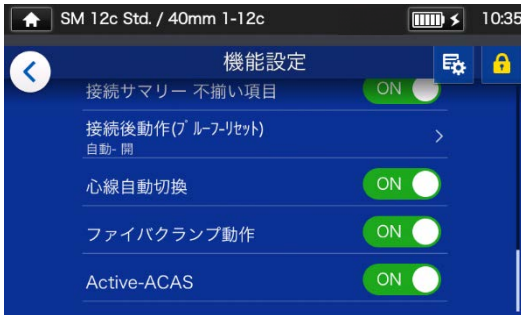 SM 12c Std. / 40mm 1-12c
10:35
機能設定
接続サマリー 不揃い項目
ON
接続後動作(ﾌﾟﾙｰﾌ-ﾘｾｯﾄ)
自動- 開
心線自動切換
ON
ファイバクランプ動作
ON
Active-ACAS
ON